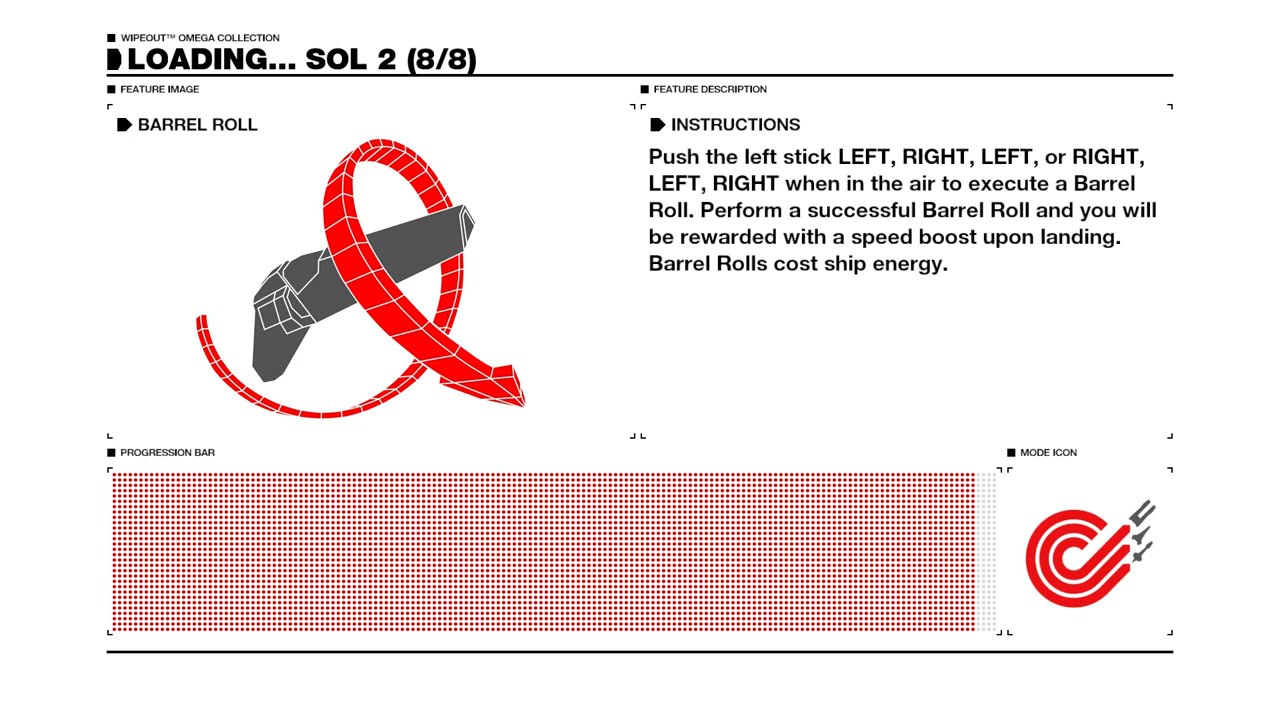 WIPEOUT™ OMEGA COLLECTION
LOADING... SOL 2 (8/8)
FEATURE IMAGE
BARREL ROLL
FEATURE DESCRIPTION
INSTRUCTIONS
Push the left stick LEFT, RIGHT, LEFT, or RIGHT,
LEFT, RIGHT when in the air to execute a Barrel
Roll. Perform a successful Barrel Roll and you will
be rewarded with a speed boost upon landing.
Barrel Rolls cost ship energy.
PROGRESSION BAR
MODE ICON